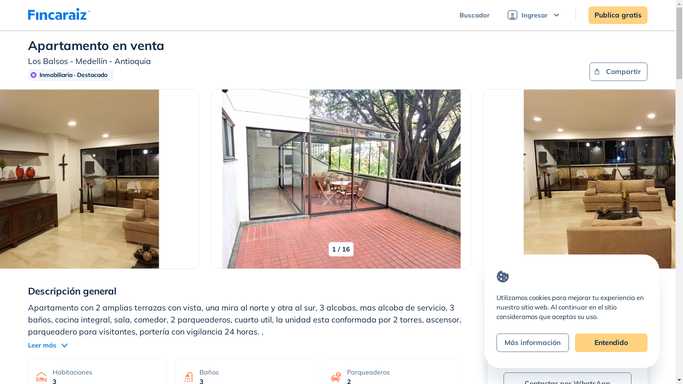 Fincaraiz
Buscador
Ingresar
Publica gratis
Apartamento en venta
Los Balsos - Medellín - Antioquia
Inmobiliaria · Destacado
Compartir
1 / 16
Descripción general
Apartamento con 2 amplias terrazas con vista, una mira al norte y otra al sur, 3 alcobas, mas alcoba de servicio, 3
baños, cocina integral, sala, comedor, 2 parqueaderos, cuarto util, la unidad esta conformada por 2 torres, ascensor,
parqueadero para visitantes, portería con vigilancia 24 horas. ,
Leer más
Habitaciones
3
Baños
3
Parqueaderos
2
Utilizamos cookies para mejorar tu experiencia en
nuestro sitio web. Al continuar en el sitio
consideramos que aceptas su uso.
Más información
Entendido
Contactar por WhatsApp